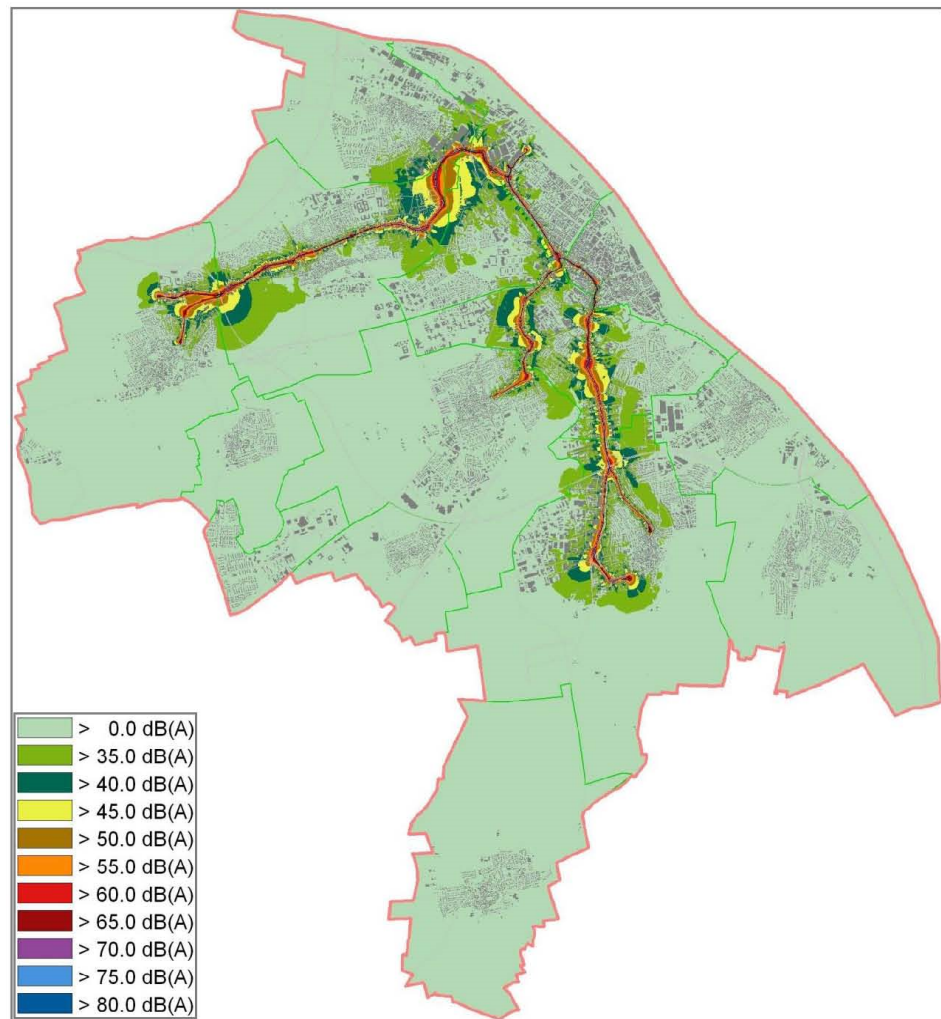 > 0.0 dB(A)
> 35.0 dB(A)
> 40.0 dB(A)
> 45.0 dB(A)
> 50.0 dB(A)
> 55.0 dB(A)
> 60.0 dB(A)
> 65.0 dB(A)
> 70.0 dB(A)
> 75.0 dB(A)
> 80.0 dB(A)